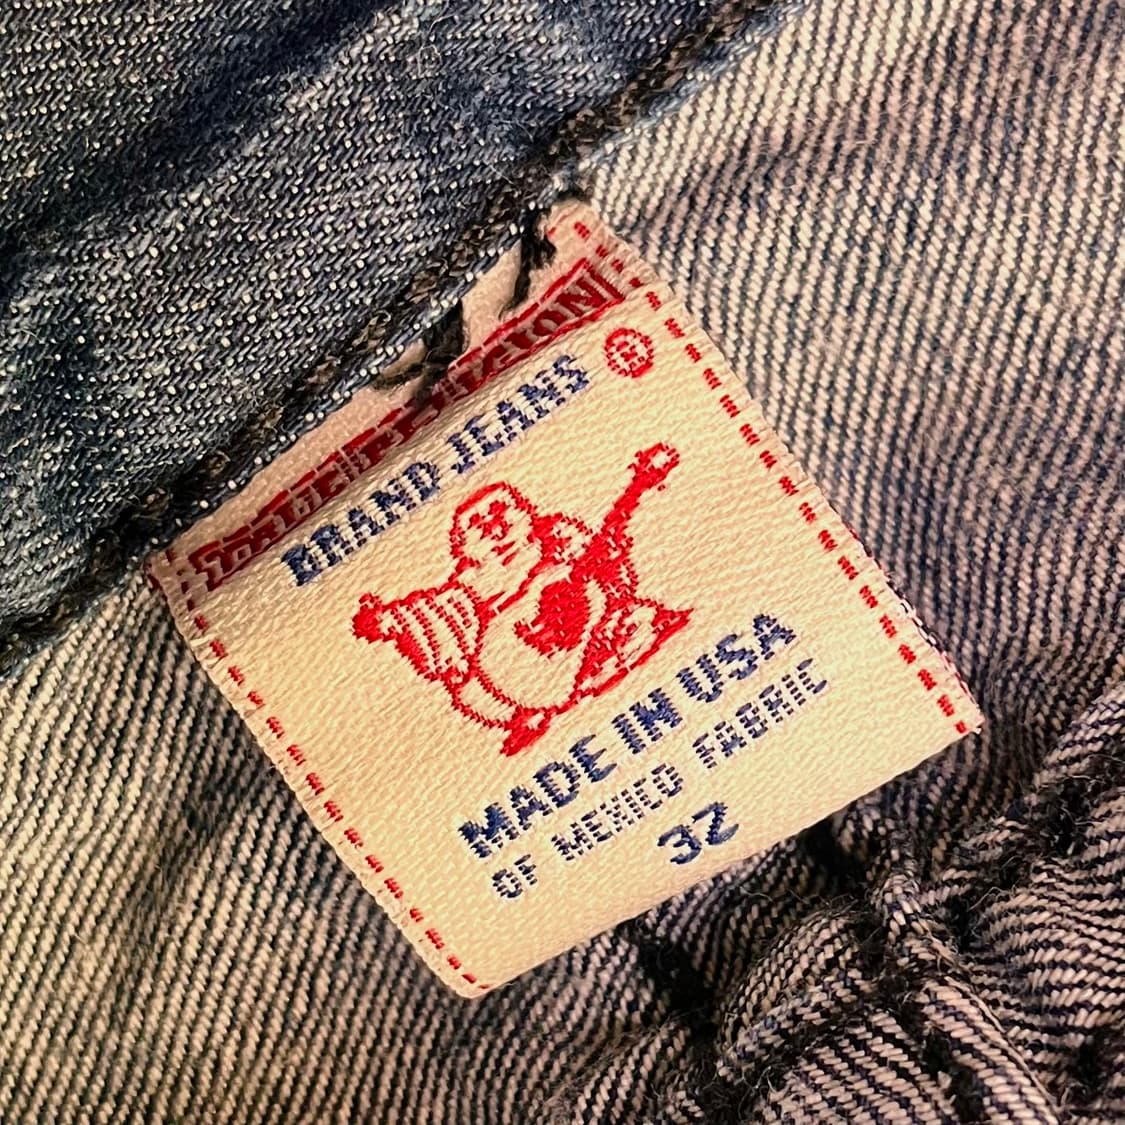 BRAND JEANS ®
MADE IN USA
OF MEXICO FABRIC
32